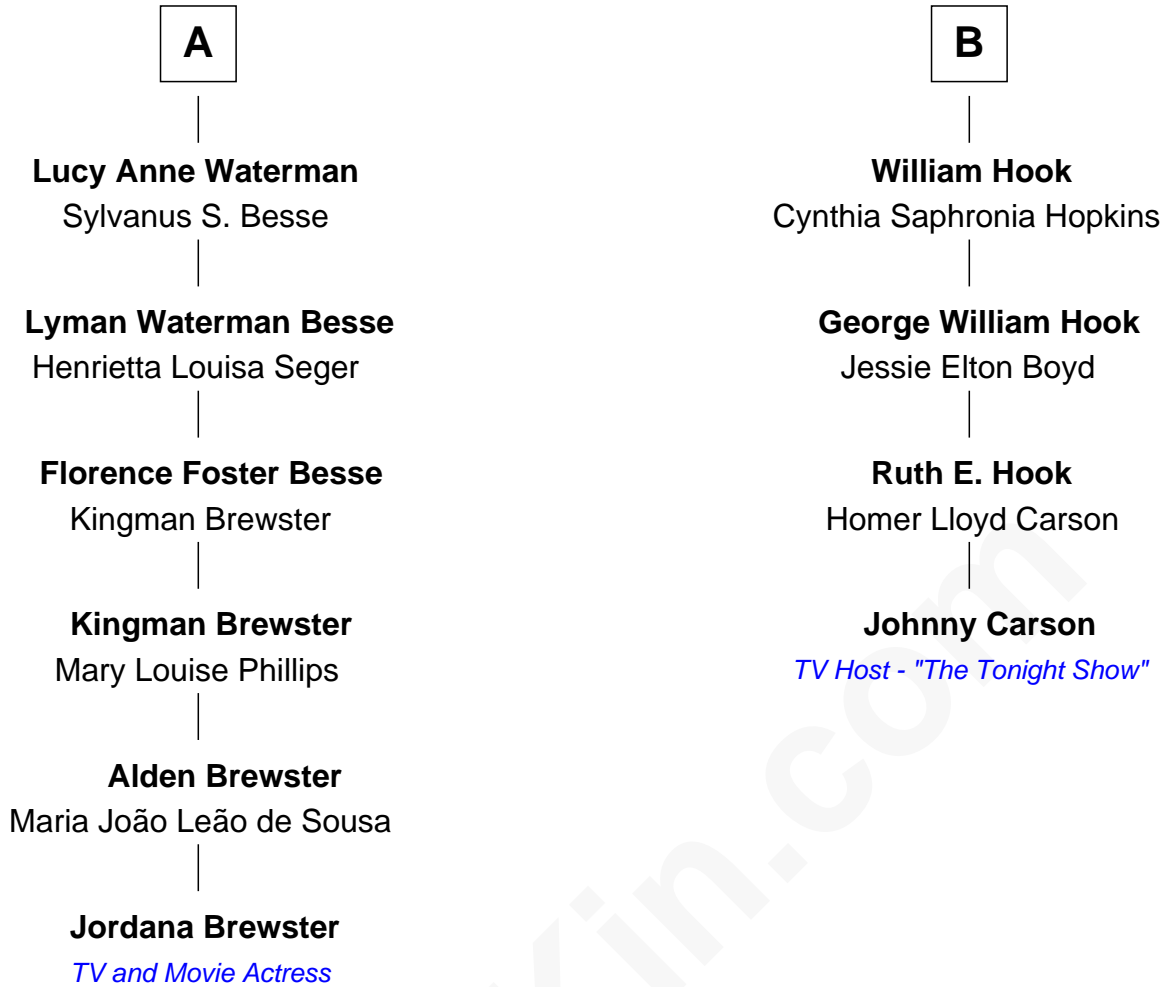 A
Lucy Anne Waterman
Sylvanus S. Besse
Lyman Waterman Besse
Henrietta Louisa Seger
Florence Foster Besse
Kingman Brewster
Kingman Brewster
Mary Louise Phillips
Alden Brewster
Maria João Leão de Sousa
Jordana Brewster
TV and Movie Actress
B
William Hook
Cynthia Saphronia Hopkins
George William Hook
Jessie Elton Boyd
Ruth E. Hook
Homer Lloyd Carson
Johnny Carson
TV Host - "The Tonight Show"
Kin.com